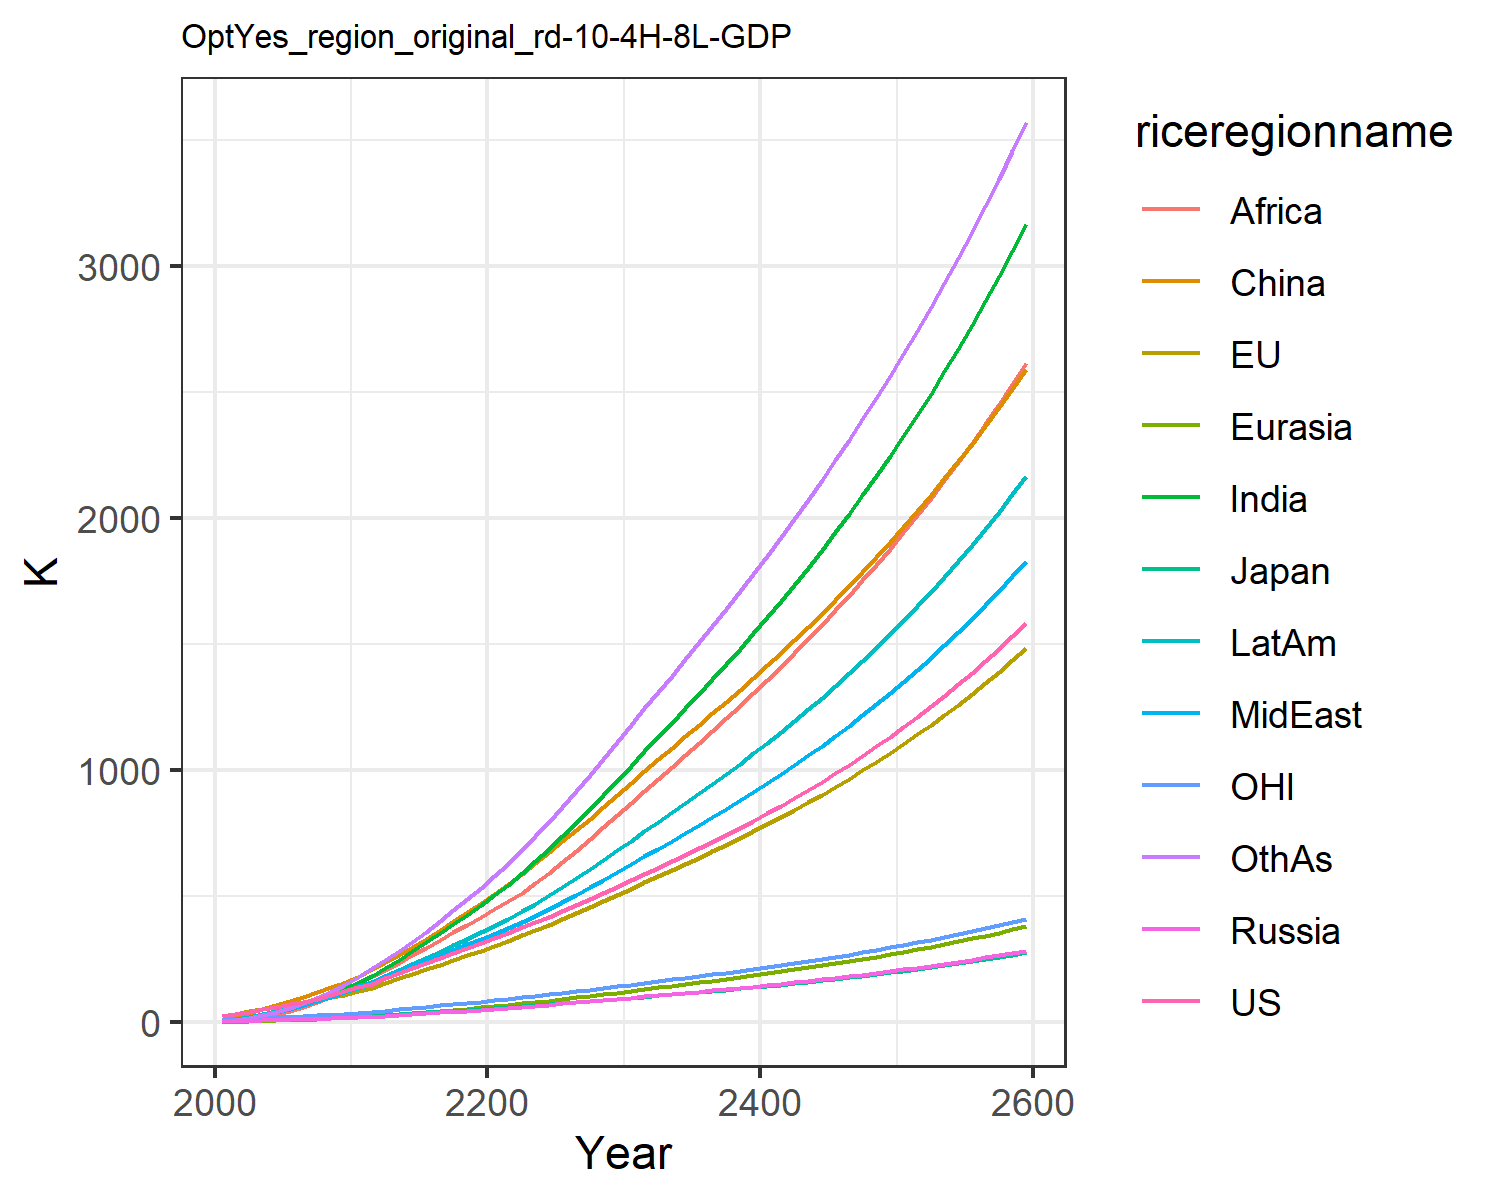 OptYes_region_original_rd-10-4H-8L-GDP
3000
2000
1000
0
K
2000 2200 2400 2600
Year
riceregionname
Africa
China
EU
Eurasia
India
Japan
LatAm
MidEast
OHI
OthAs
Russia
US